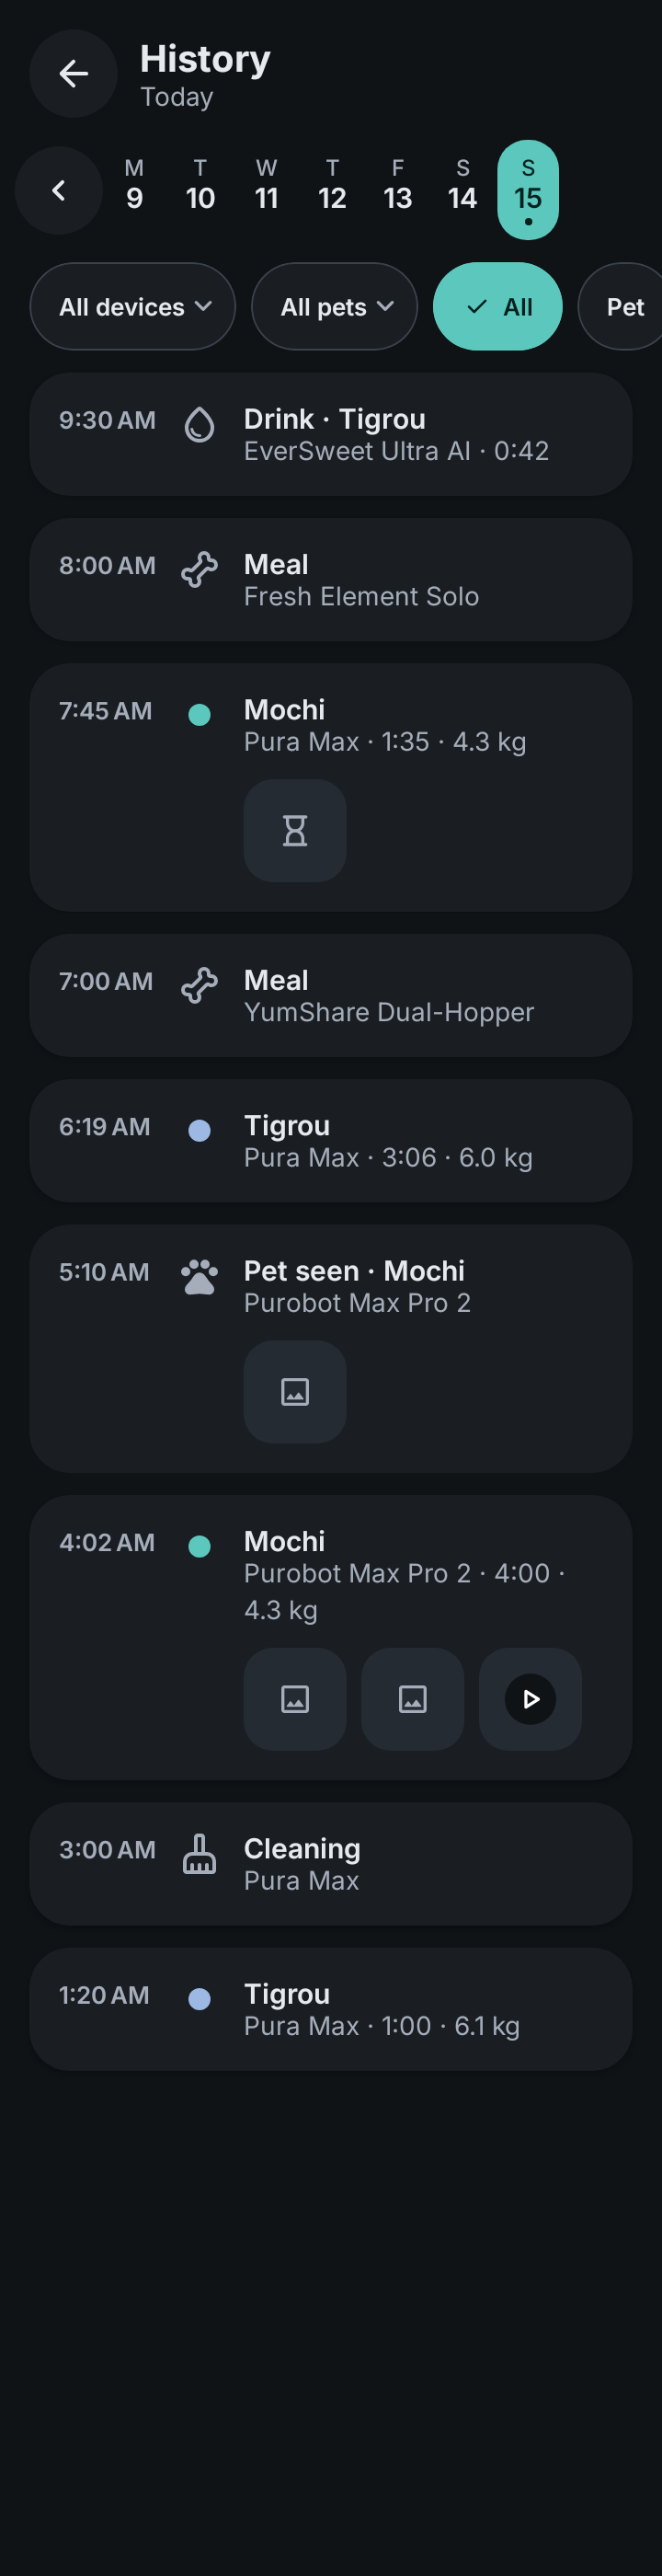 History
Today
M T W T F S S
9 10 11 12 13 14 15
All devices All pets All Pet
9:30 AM Drink · Tigrou
EverSweet Ultra AI · 0:42
8:00 AM Meal
Fresh Element Solo
7:45 AM Mochi
Pura Max · 1:35 · 4.3 kg
7:00 AM Meal
YumShare Dual-Hopper
6:19 AM Tigrou
Pura Max · 3:06 · 6.0 kg
5:10 AM Pet seen · Mochi
Purobot Max Pro 2
4:02 AM Mochi
Purobot Max Pro 2 · 4:00 ·
4.3 kg
3:00 AM Cleaning
Pura Max
1:20 AM Tigrou
Pura Max · 1:00 · 6.1 kg